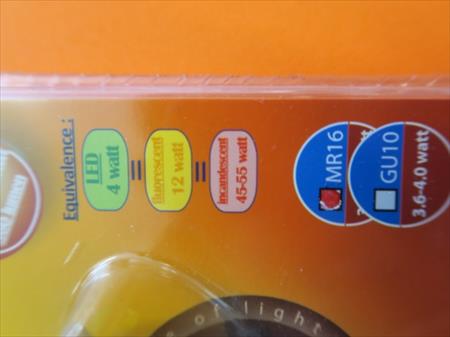 Equivalence :
LED
4 watt
=
fluorescent
12 watt
=
incandescent
45-55 watt
MR16
GU10
3.6-4.0 watt
of light